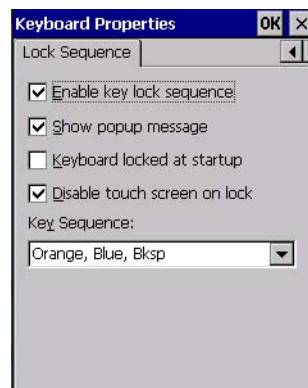 Keyboard Properties OK ×
Lock Sequence
Enable key lock sequence
Show popup message
Keyboard locked at startup
Disable touch screen on lock
Key Sequence:
Orange, Blue, Bksp